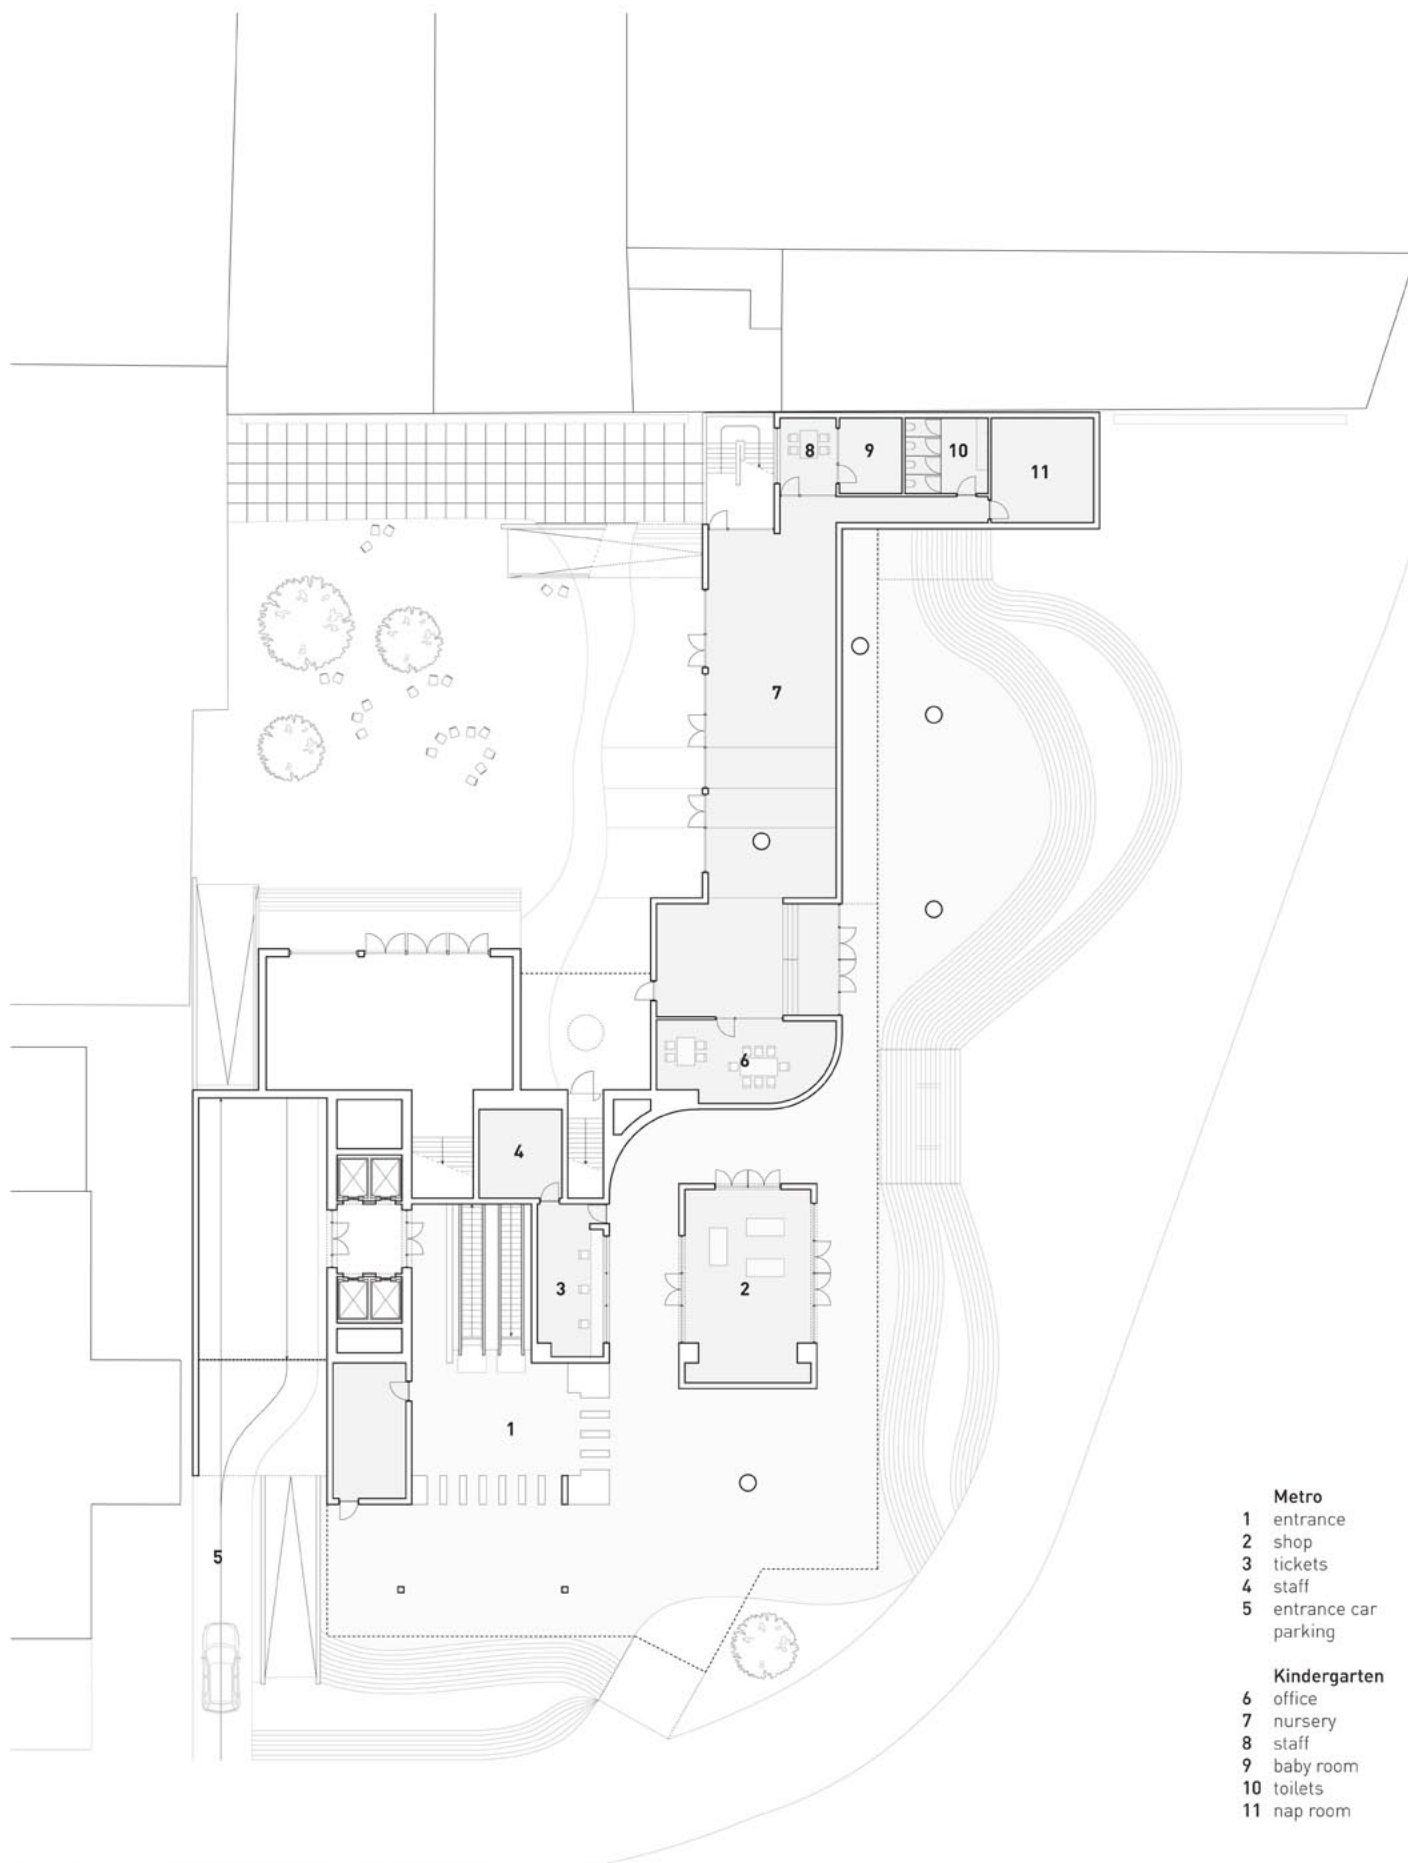 8
9
10
11
7
6
4
3
2
1
5
Metro
1 entrance
2 shop
3 tickets
4 staff
5 entrance car
parking
Kindergarten
6 office
7 nursery
8 staff
9 baby room
10 toilets
11 nap room